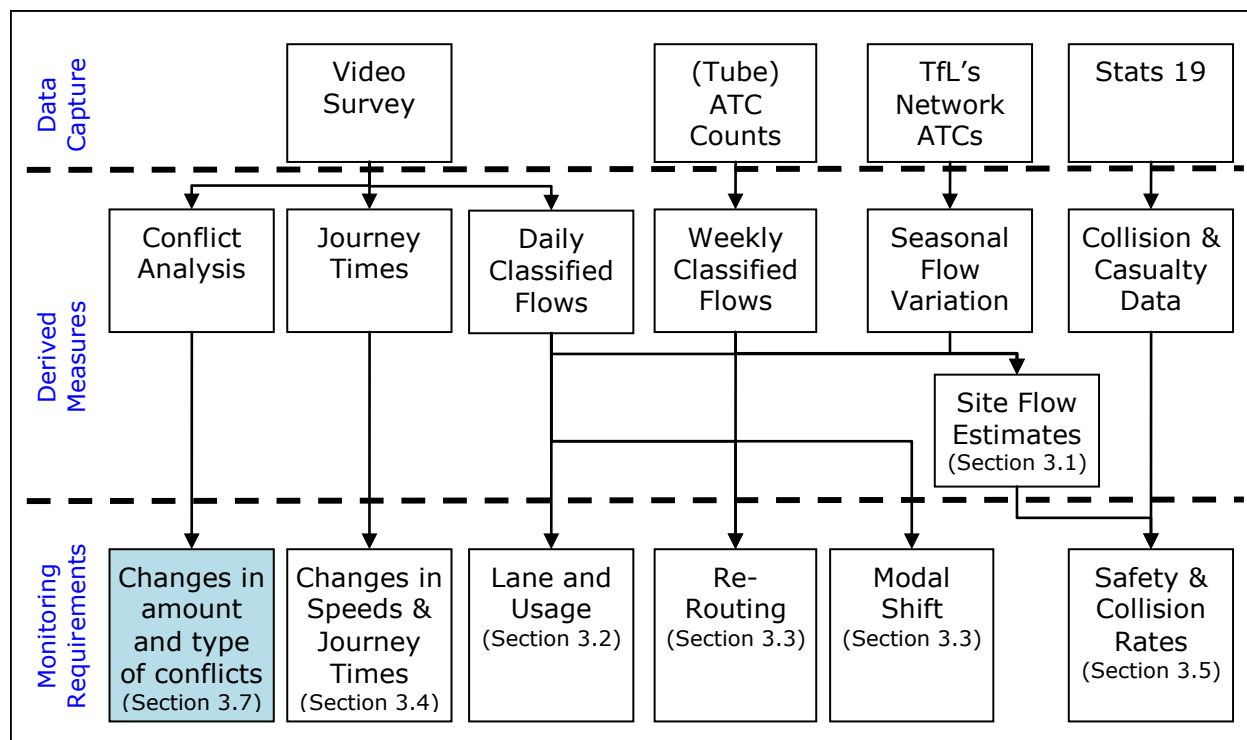 Data
Capture
Video
Survey
(Tube)
ATC
Counts
TfL's
Network
ATCs
Stats 19
Derived
Measures
Conflict
Analysis
Journey
Times
Daily
Classified
Flows
Weekly
Classified
Flows
Seasonal
Flow
Variation
Collision &
Casualty
Data
Site Flow
Estimates
(Section 3.1)
Monitoring
Requirements
Changes in
amount
and type
of conflicts
(Section 3.7)
Changes in
Speeds &
Journey
Times
(Section 3.4)
Lane and
Usage
(Section 3.2)
Re-
Routing
(Section 3.3)
Modal
Shift
(Section 3.3)
Safety &
Collision
Rates
(Section 3.5)